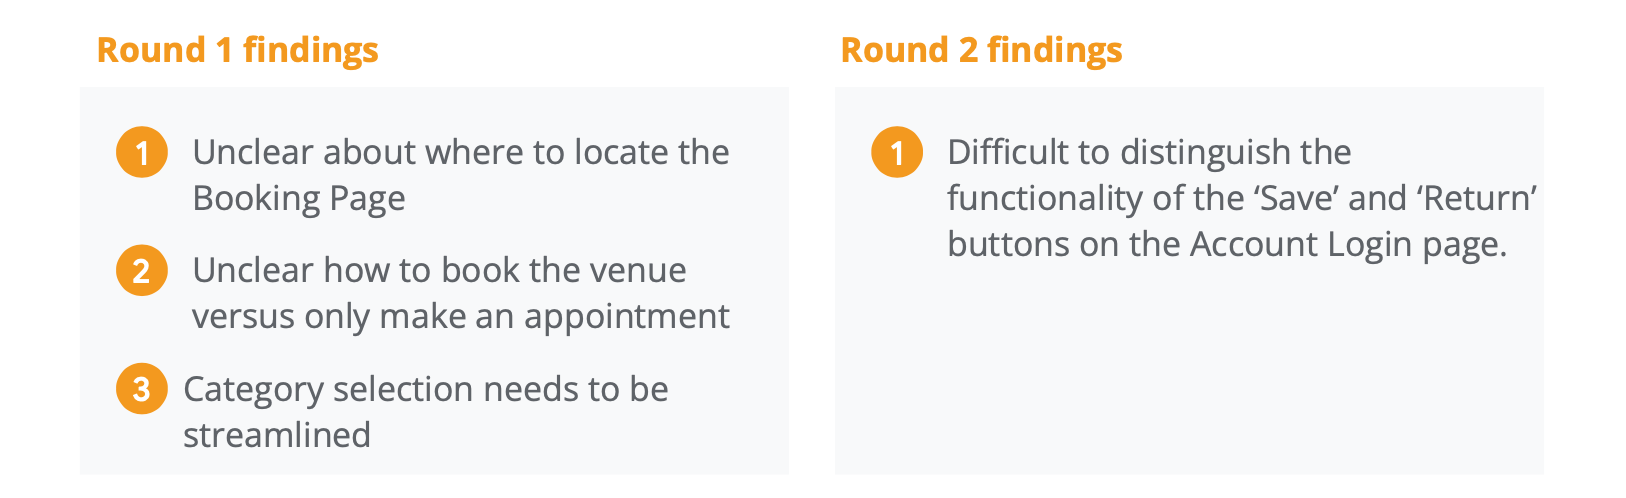 Round 1 findings
1 Unclear about where to locate the
Booking Page
2 Unclear how to book the venue
versus only make an appointment
3 Category selection needs to be
streamlined
Round 2 findings
1 Difficult to distinguish the
functionality of the ‘Save’ and ‘Return’
buttons on the Account Login page.